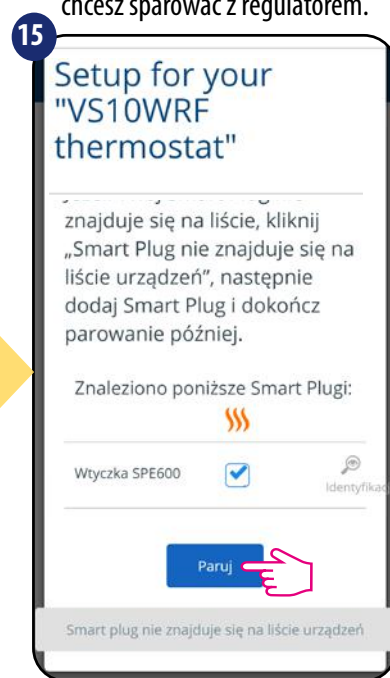 chcesz sparować z regulatorem.
15
Setup for your
"VS10WRF
thermostat"
znajduje się na liście, kliknij
„Smart Plug nie znajduje się na
liście urządzeń”, następnie
dodaj Smart Plug i dokończ
parowanie później.
Znaleziono poniższe Smart Plugi:
Wtyczka SPE600
Identyfikac
Paruj
Smart plug nie znajduje się na liście urządzeń